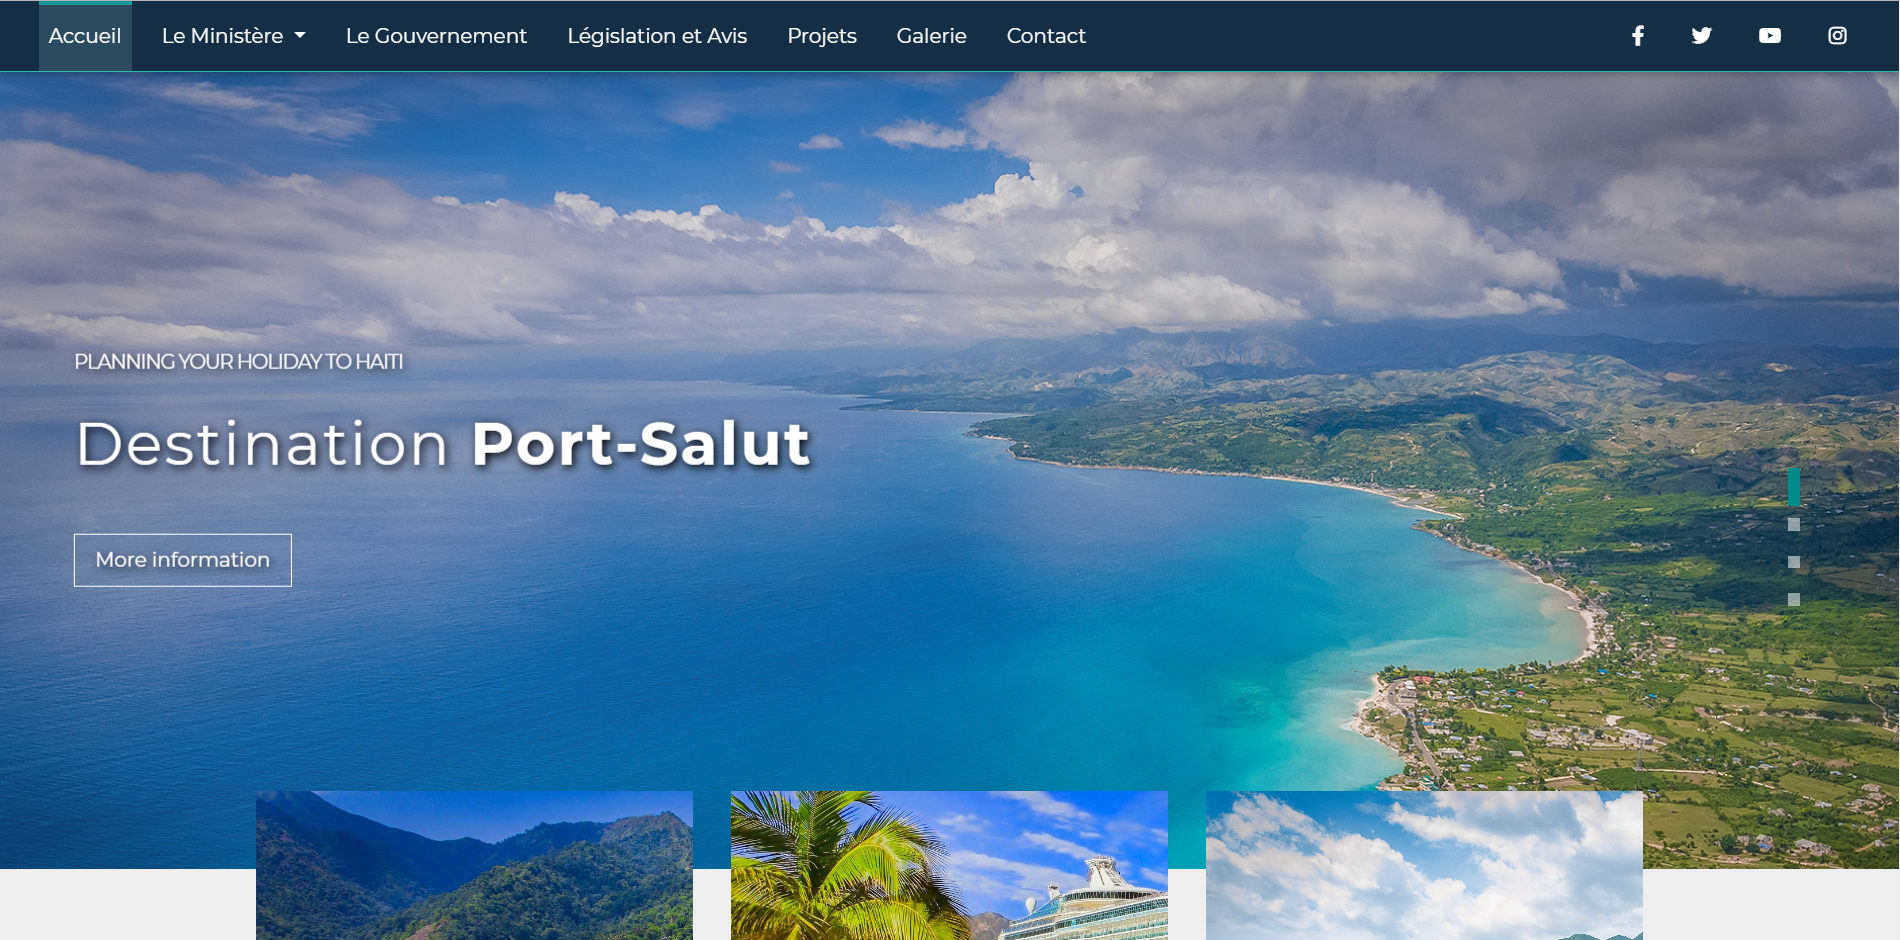 Accueil Le Ministère Le Gouvernement Législation et Avis Projets Galerie Contact
PLANNING YOUR HOLIDAY TO HAITI
Destination Port-Salut
More information